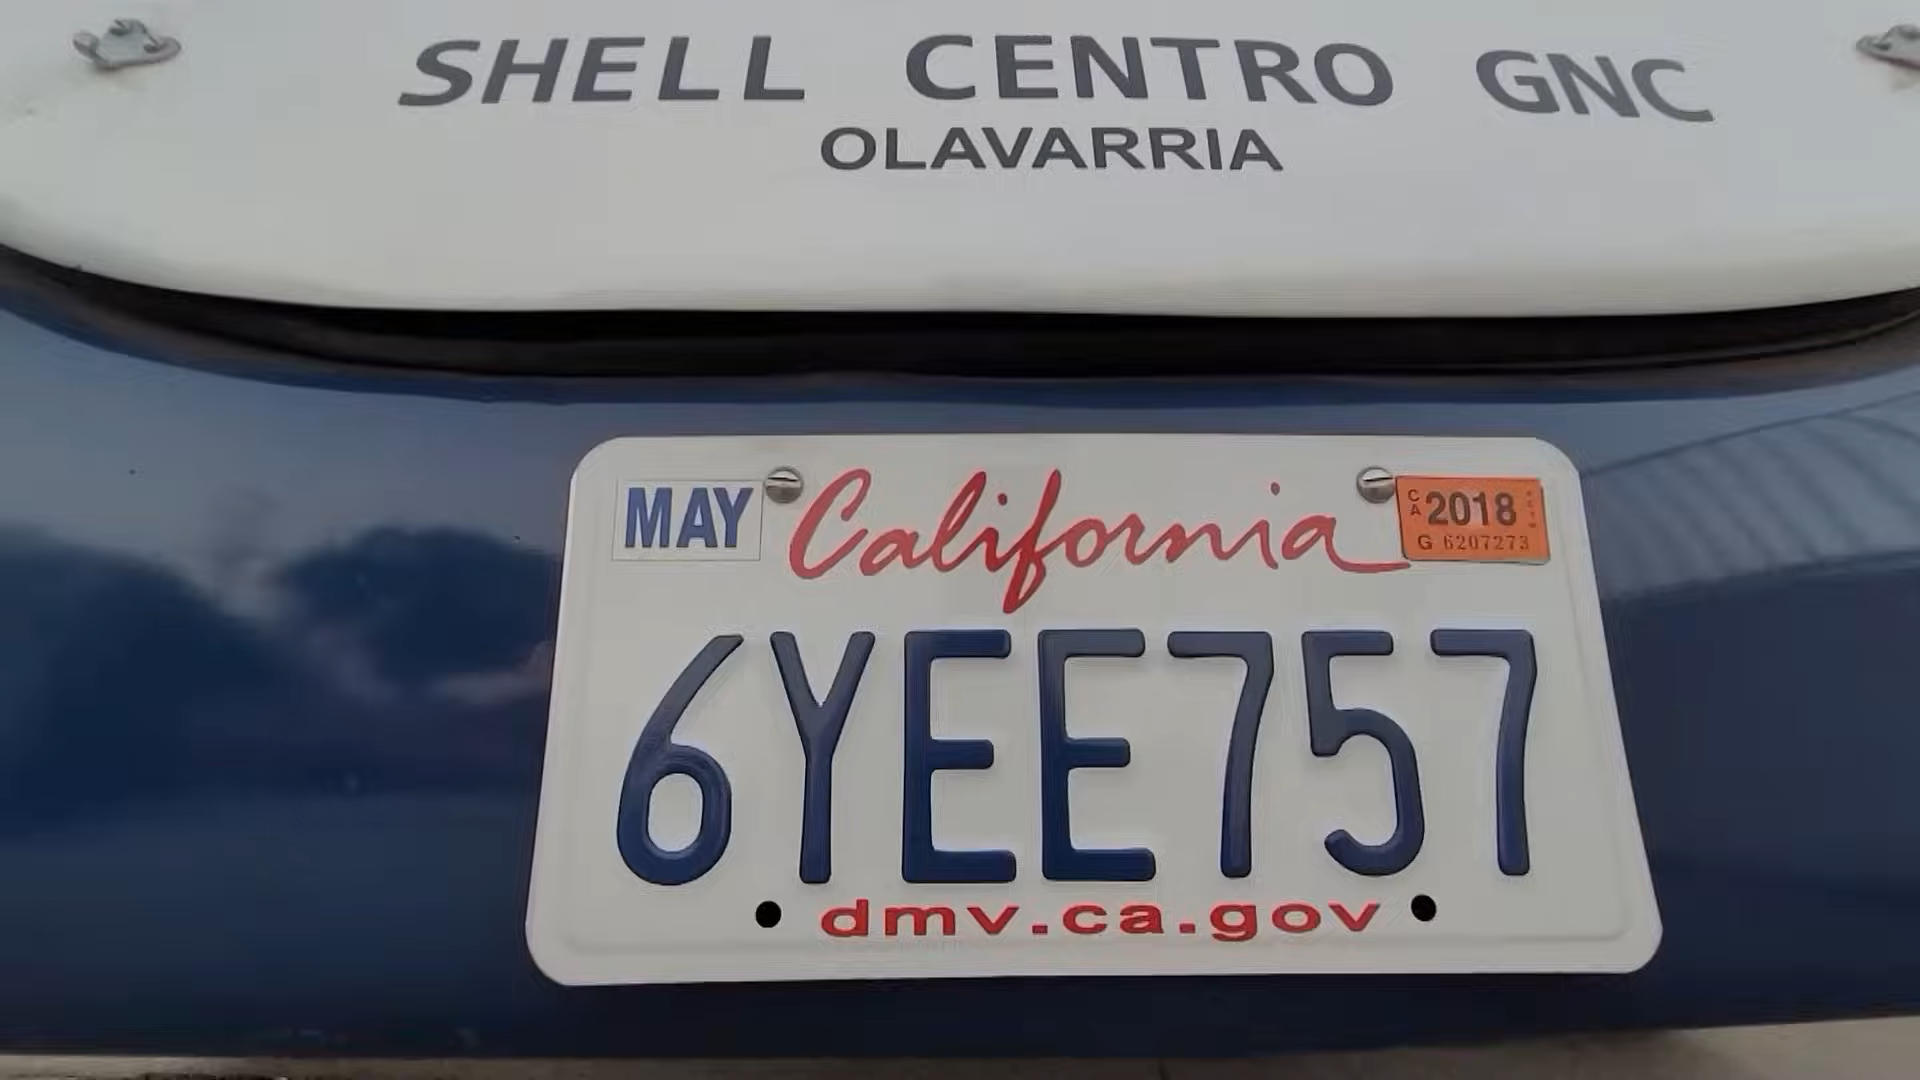 SHELL CENTRO GNC
OLAVARRIA
MAY
California
CA 2018
G 6207273
6YEE757
dmv.ca.gov